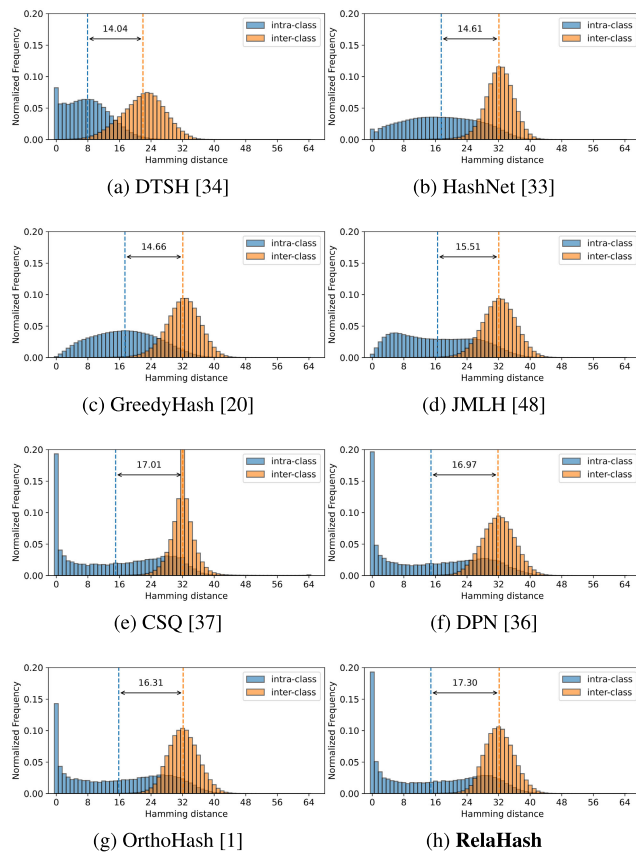 0.20
0.15
0.10
0.05
0.00
Normalized Frequency
14.04
intra-class
inter-class
0 8 16 24 32 40 48 56 64
Hamming distance
(a) DTSH [34]
0.20
0.15
0.10
0.05
0.00
Normalized Frequency
14.61
intra-class
inter-class
0 8 16 24 32 40 48 56 64
Hamming distance
(b) HashNet [33]
0.20
0.15
0.10
0.05
0.00
Normalized Frequency
14.66
intra-class
inter-class
0 8 16 24 32 40 48 56 64
Hamming distance
(c) GreedyHash [20]
0.20
0.15
0.10
0.05
0.00
Normalized Frequency
15.51
intra-class
inter-class
0 8 16 24 32 40 48 56 64
Hamming distance
(d) JMLH [48]
0.20
0.15
0.10
0.05
0.00
Normalized Frequency
17.01
intra-class
inter-class
0 8 16 24 32 40 48 56 64
Hamming distance
(e) CSQ [37]
0.20
0.15
0.10
0.05
0.00
Normalized Frequency
16.97
intra-class
inter-class
0 8 16 24 32 40 48 56 64
Hamming distance
(f) DPN [36]
0.20
0.15
0.10
0.05
0.00
Normalized Frequency
16.31
intra-class
inter-class
0 8 16 24 32 40 48 56 64
Hamming distance
(g) OrthoHash [1]
0.20
0.15
0.10
0.05
0.00
Normalized Frequency
17.30
intra-class
inter-class
0 8 16 24 32 40 48 56 64
Hamming distance
(h) RelaHash